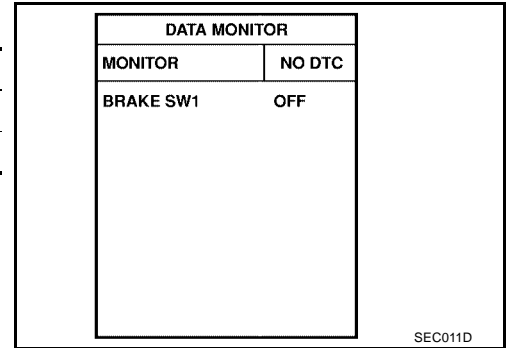 DATA MONITOR
MONITOR NO DTC
BRAKE SW1 OFF
SEC011D